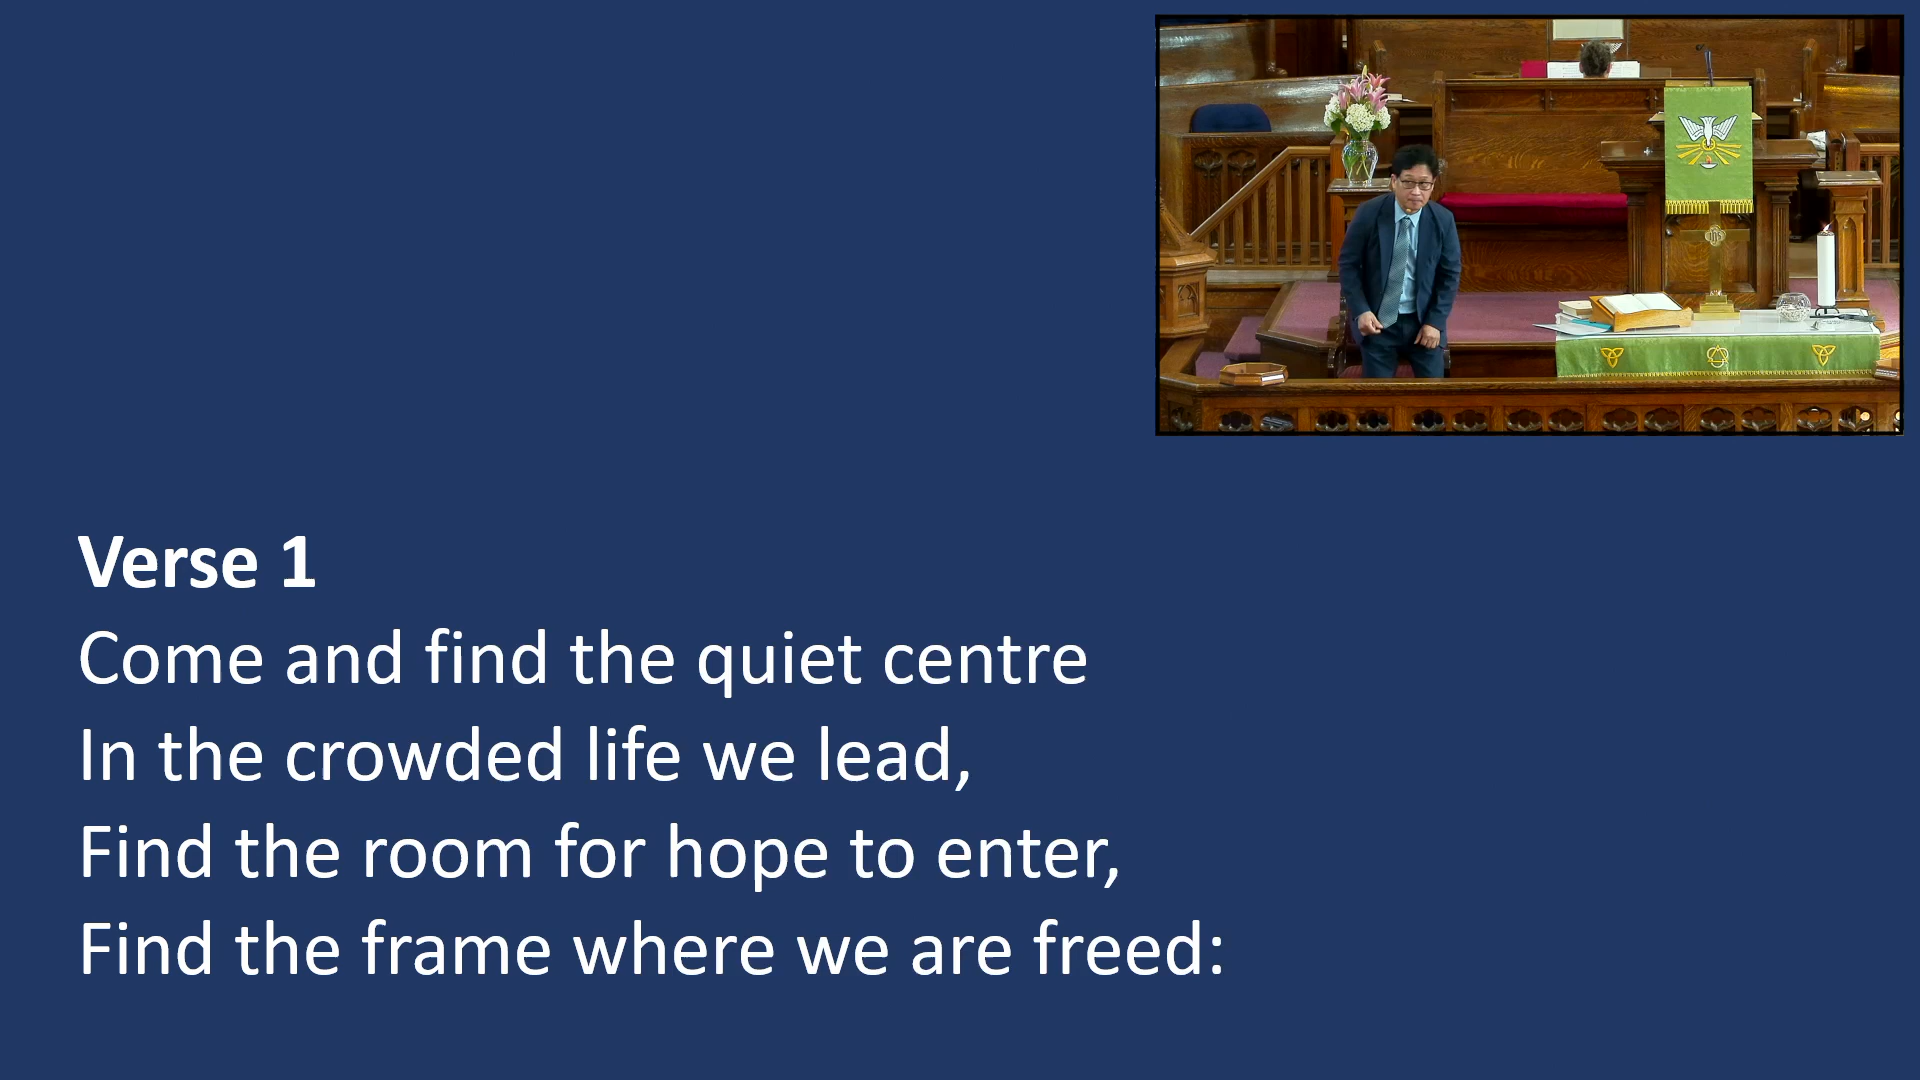 Verse 1
Come and find the quiet centre
In the crowded life we lead,
Find the room for hope to enter,
Find the frame where we are freed: